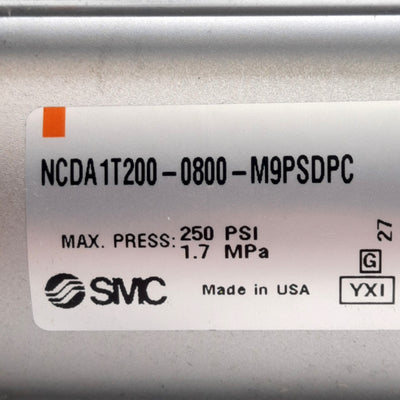 NCDA1T200-0800-M9PSDPC
MAX. PRESS: 250 PSI
1.7 MPa
27
G
SMC Made in USA YXI